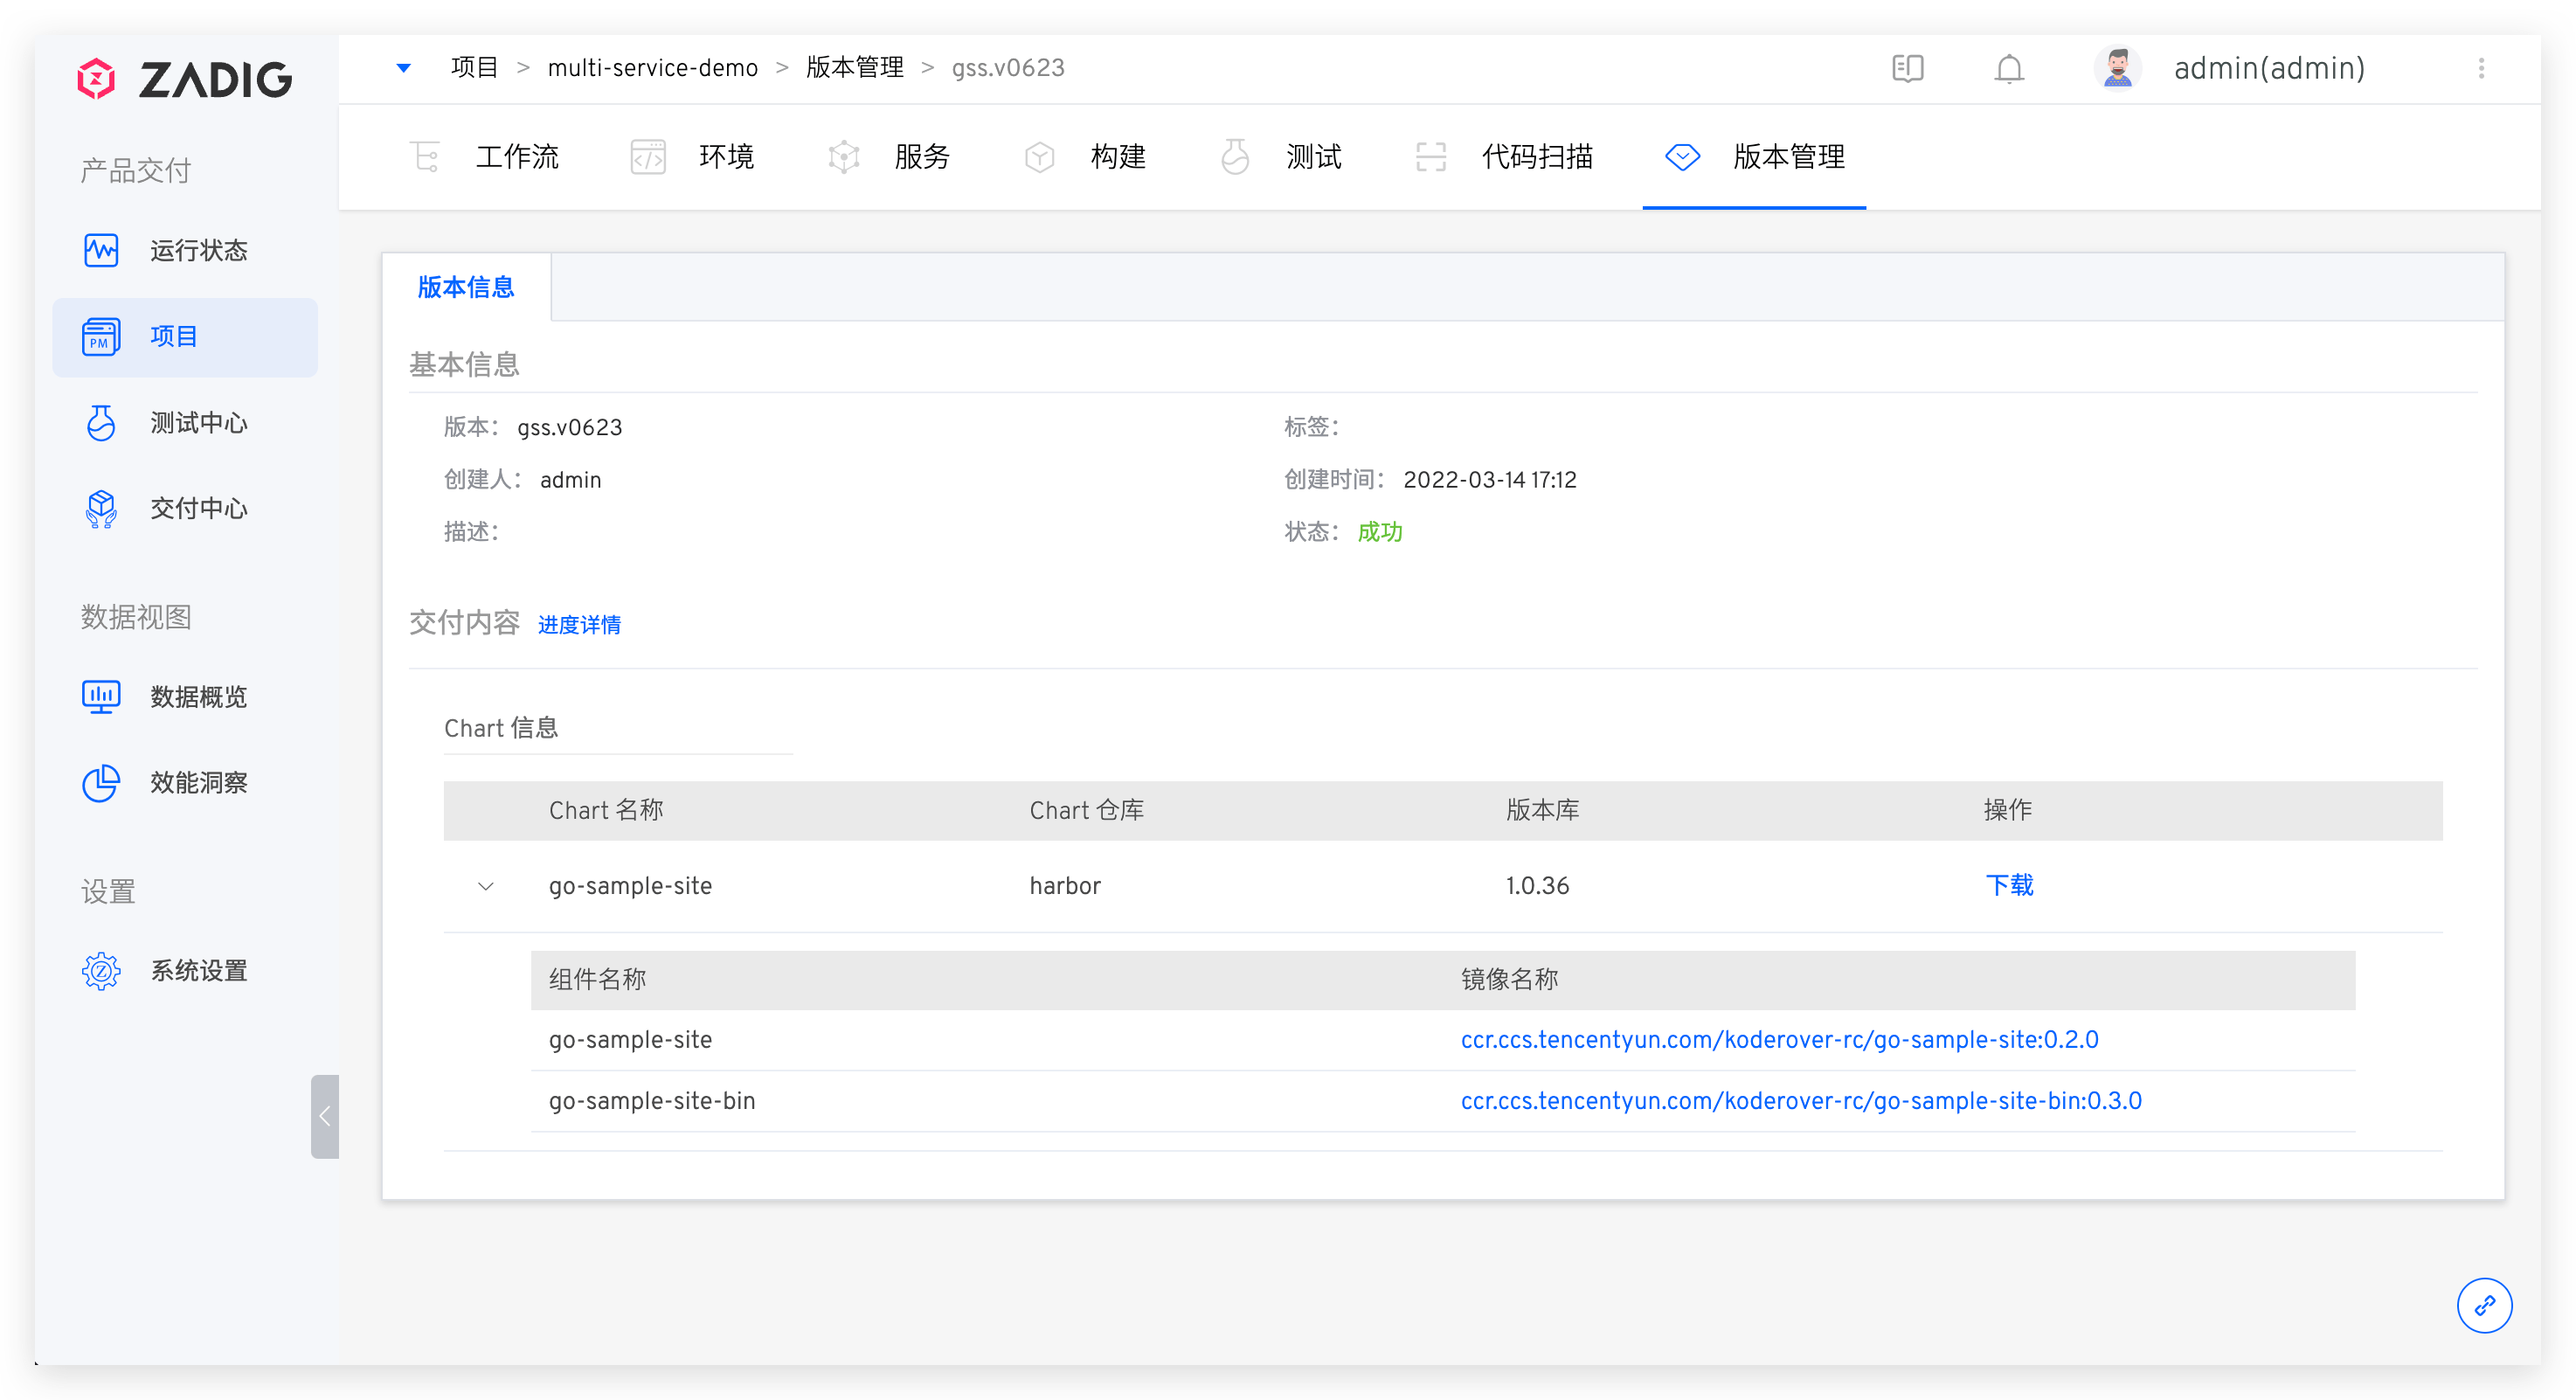 ZADIG
项目 > multi-service-demo > 版本管理 > gss.v0623
admin(admin)
产品交付
运行状态
PM
项目
测试中心
交付中心
数据视图
数据概览
效能洞察
设置
系统设置
工作流
环境
服务
构建
测试
代码扫描
版本管理
版本信息
基本信息
版本： gss.v0623
标签：
创建人： admin
创建时间： 2022-03-14 17:12
描述：
状态： 成功
交付内容 进度详情
Chart 信息
Chart 名称 Chart 仓库 版本库 操作
go-sample-site harbor 1.0.36 下载
组件名称 镜像名称
go-sample-site ccr.ccs.tencentyun.com/koderover-rc/go-sample-site:0.2.0
go-sample-site-bin ccr.ccs.tencentyun.com/koderover-rc/go-sample-site-bin:0.3.0